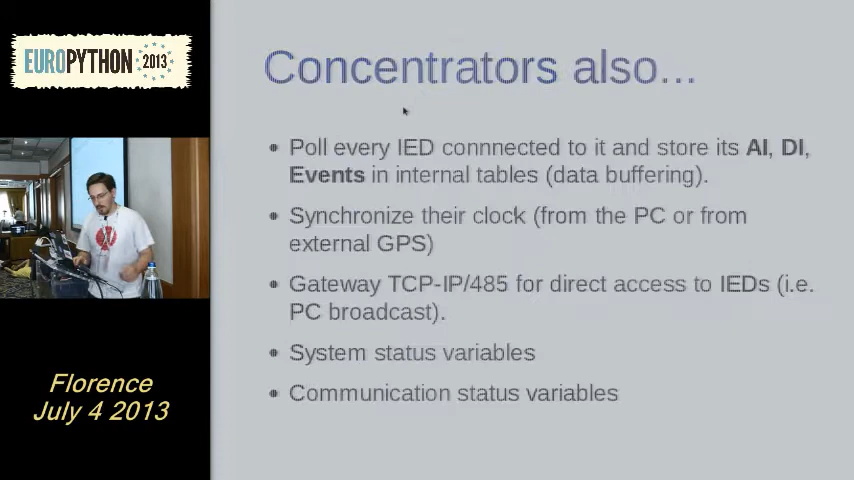 EUROPYTHON 2013
Concentrators also...
Poll every IED connnected to it and store its AI, DI,
Events in internal tables (data buffering).
Synchronize their clock (from the PC or from
external GPS)
Gateway TCP-IP/485 for direct access to IEDs (i.e.
PC broadcast).
System status variables
Communication status variables
Florence
July 4 2013